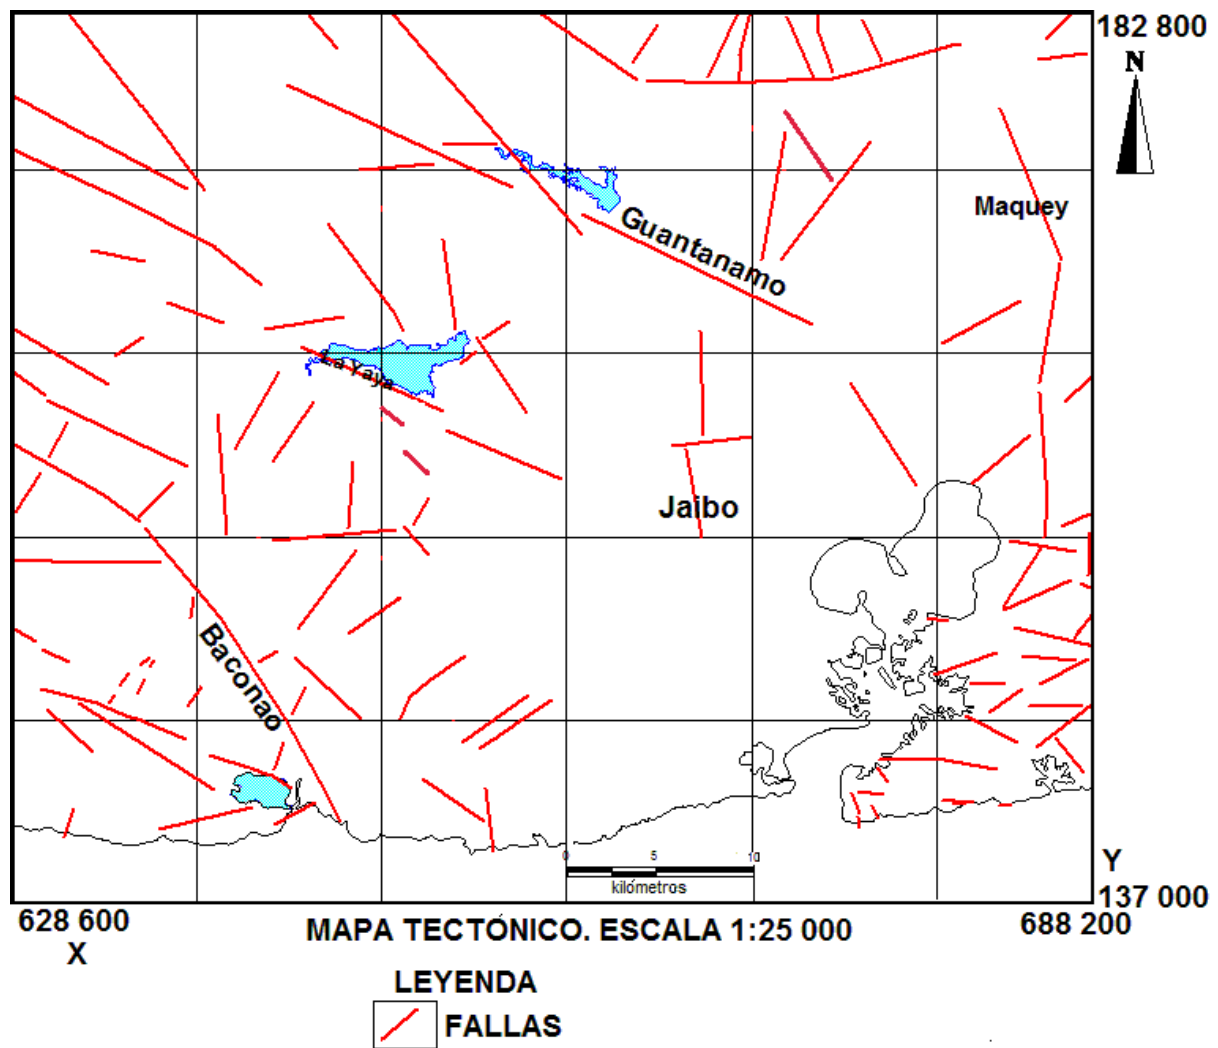 182 800
N
Maquey
Guantanamo
La Yaya
Jaibo
Baconao
0 5 10
kilómetros
Y
137 000
628 600
688 200
X
MAPA TECTÓNICO. ESCALA 1:25 000
LEYENDA
FALLAS